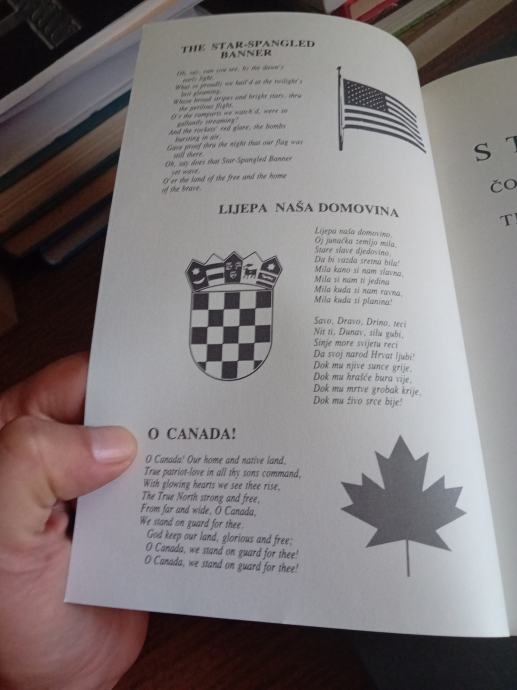 THE STAR-SPANGLED
BANNER
Oh, say, can you see, by the dawn's
early light,
What so proudly we hail'd at the twilight's
last gleaming,
Whose broad stripes and bright stars, thru
the perilous flight,
O'r the ramparts we watch'd, were so
gallantly streaming?
And the rockets' red glare, the bombs
bursting in air,
Gave proof thru the night that our flag was
still there.
Oh, say does that Star-Spangled Banner
yet wave,
O'er the land of the free and the home
of the brave.
LIJEPA NAŠA DOMOVINA
Lijepa naša domovino,
Oj junačka zemljo mila,
Stare slave djedovino,
Da bi vazda sretna bila!
Mila kano si nam slavna,
Mila si nam ti jedina
Mila kuda si nam ravna,
Mila kuda si planina!
Savo, Dravo, Drino, teci
Nit ti, Dunav, silu gubi,
Sinje more svijetu reci
Da svoj narod Hrvat ljubi!
Dok mu njive sunce grije,
Dok mu hrašće bura vije,
Dok mu mrtve grobak krije,
Dok mu živo srce bije!
O CANADA!
O Canada! Our home and native land,
True patriot-love in all thy sons command,
With glowing hearts we see thee rise,
The True North strong and free,
From far and wide, O Canada,
We stand on guard for thee.
God keep our land, glorious and free;
O Canada, we stand on guard for thee!
O Canada, we stand on guard for thee!
S T
ČO
T